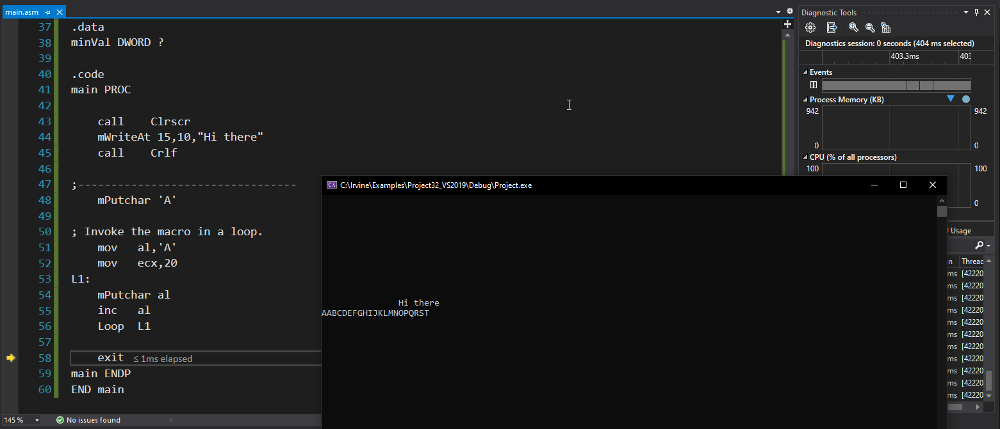 main.asm
37 .data
38 minVal DWORD ?
39
40 .code
41 main PROC
42
43 call Clrscr
44 mWriteAt 15,10,"Hi there"
45 call Crlf
46
47 ;---------------------------------
48 mPutchar 'A'
49
50 ; Invoke the macro in a loop.
51 mov al,'A'
52 mov ecx,20
53 L1:
54 mPutchar al
55 inc al
56 Loop L1
57
58 exit ≤ 1ms elapsed
59 main ENDP
60 END main
145 % No issues found
Diagnostic Tools
Diagnostics session: 0 seconds (404 ms selected)
403.3ms 403
Events
Process Memory (KB)
942 942
0 0
CPU (% of all processors)
100 100
0
C:\Irvine\Examples\Project32_VS2019\Debug\Project.exe
Hi there
AABCDEFGHIJKLMNOPQRST
Usage
n Thread
ms [42220
ms [42220
ms [42220
ms [42220
ms [42220
ms [42220
ms [42220
ms [42220
ms [42220
ms [42220
ms [42220